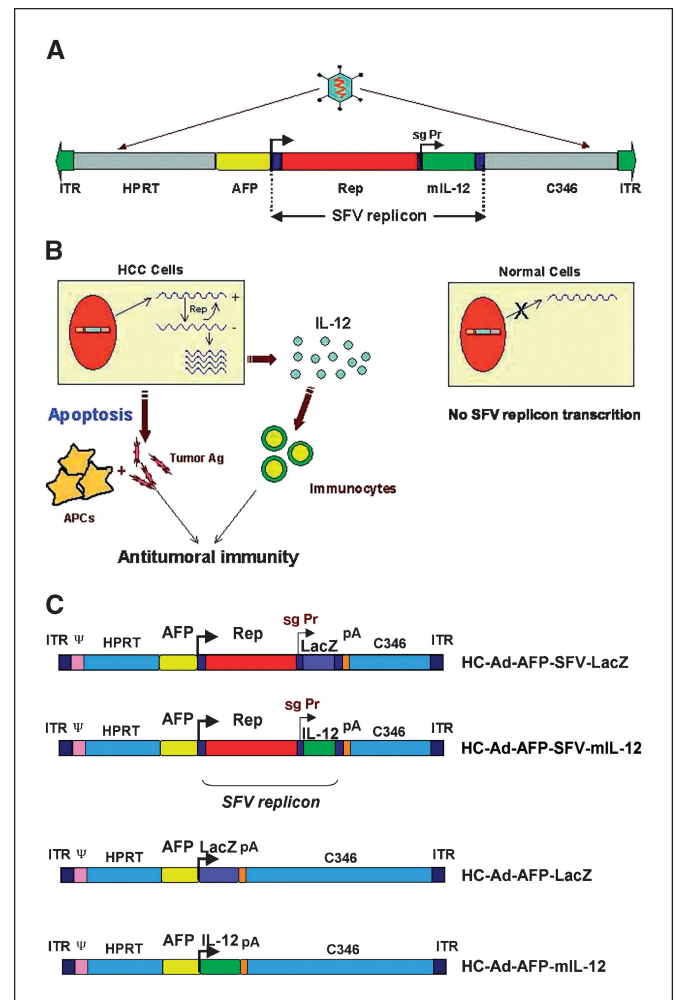 A
sg Pr
ITR HPRT AFP Rep mIL-12 C346 ITR
SFV replicon
B
HCC Cells
Rep + -
IL-12
Normal Cells
X
Apoptosis
No SFV replicon transcrition
+ Tumor Ag
APCs
Immunocytes
Antitumoral immunity
C
sg Pr
ITR Ψ HPRT AFP Rep LacZ pA C346 ITR
HC-Ad-AFP-SFV-LacZ
sg Pr
ITR Ψ HPRT AFP Rep IL-12 pA C346 ITR
HC-Ad-AFP-SFV-mIL-12
SFV replicon
ITR Ψ HPRT AFP LacZ pA C346 ITR
HC-Ad-AFP-LacZ
ITR Ψ HPRT AFP IL-12 pA C346 ITR
HC-Ad-AFP-mIL-12